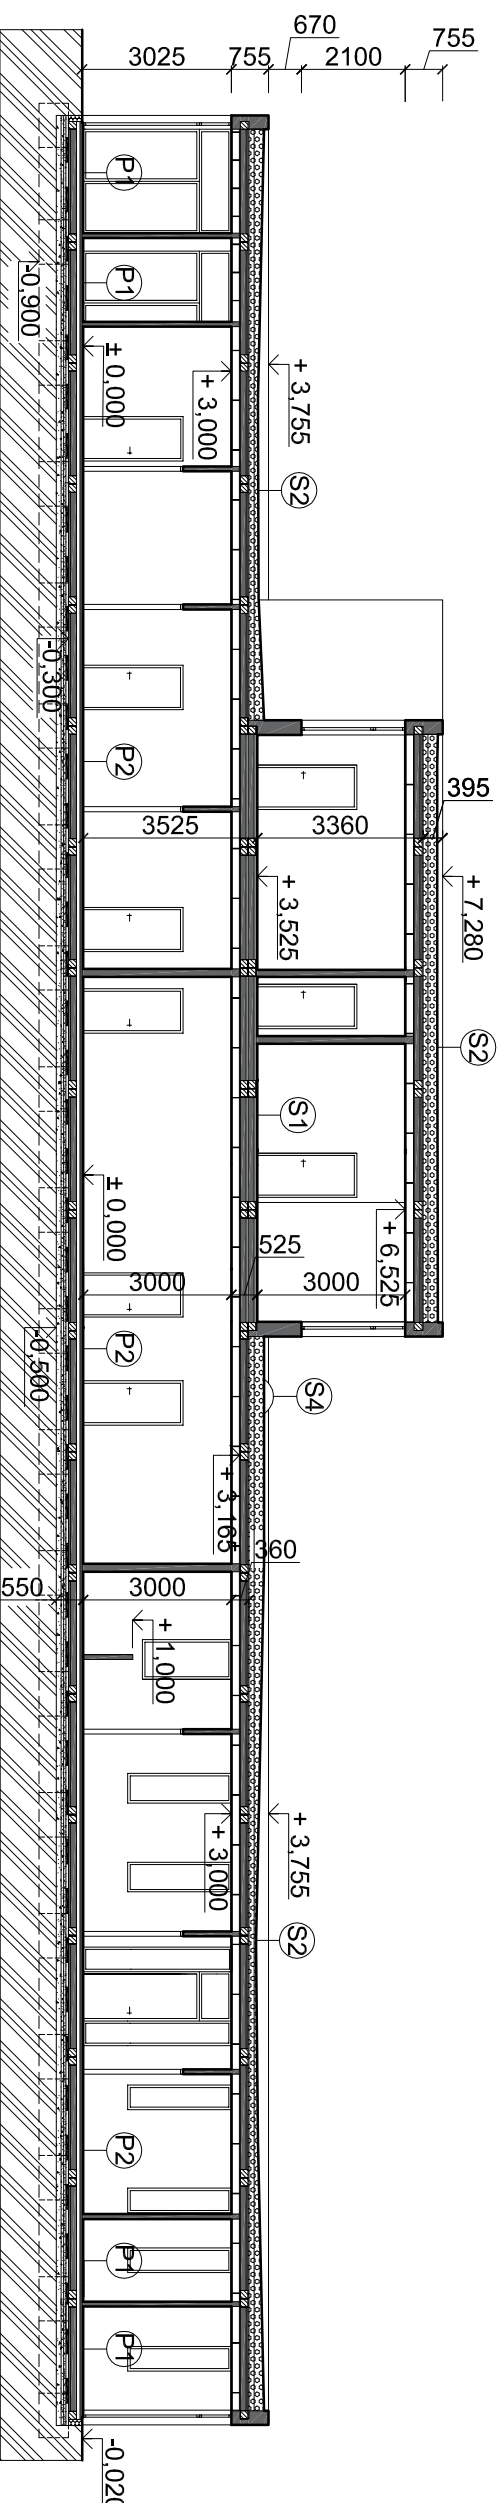 670
755
3025
755
2100
P1
P1
-0,900
± 0,000
+ 3,000
+ 3,755
S2
-0,300
P2
395
3525
3360
+ 3,525
+ 7,280
S2
S1
± 0,000
+ 6,525
525
3000
3000
P2
-0,500
S4
+ 3,165
360
550
3000
+ 1,000
+ 3,000
+ 3,755
S2
P2
P1
P1
-0,020